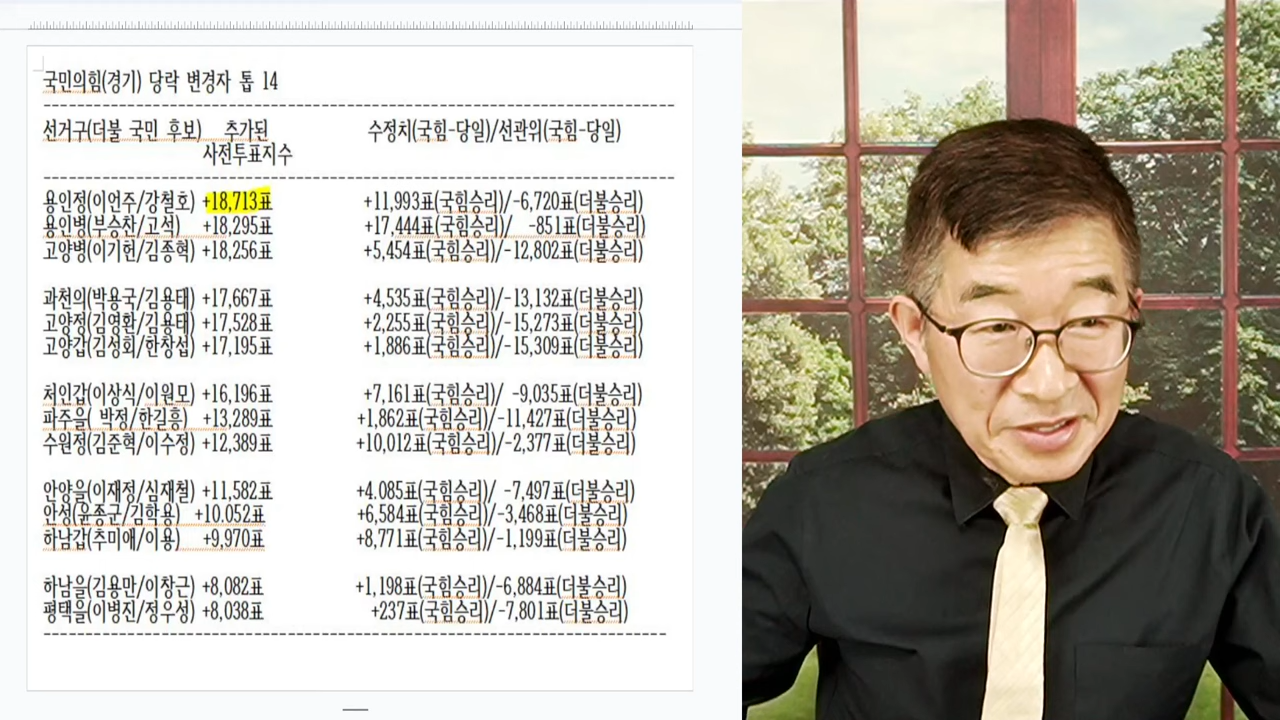 국민의힘(경기) 당락 변경자 톱 14
선거구(더불 국민 후보) 추가된 수정치(국힘-당일)/선관위(국힘-당일)
사전투표지수
용인정(이언주/강철호) +18,713표 +11,993표(국힘승리)/-6,720표(더불승리)
용인병(부승찬/고석) +18,295표 +17,444표(국힘승리)/ -851표(더불승리)
고양병(이기헌/김종혁) +18,256표 +5,454표(국힘승리)/-12,802표(더불승리)
과천의(박용국/김용태) +17,667표 +4,535표(국힘승리)/-13,132표(더불승리)
고양정(김영환/김용태) +17,528표 +2,255표(국힘승리)/-15,273표(더불승리)
고양갑(김성회/한창섭) +17,195표 +1,886표(국힘승리)/-15,309표(더불승리)
처인갑(이상식/이원모) +16,196표 +7,161표(국힘승리)/ -9,035표(더불승리)
파주을( 박정/한길룡) +13,289표 +1,862표(국힘승리)/-11,427표(더불승리)
수원정(김준혁/이수정) +12,389표 +10,012표(국힘승리)/-2,377표(더불승리)
안양을(이재정/심재철) +11,582표 +4.085표(국힘승리)/ -7,497표(더불승리)
안성(윤종군/김학용) +10,052표 +6,584표(국힘승리)/-3,468표(더불승리)
하남갑(추미애/이용) +9,970표 +8,771표(국힘승리)/-1,199표(더불승리)
하남을(김용만/이창근) +8,082표 +1,198표(국힘승리)/-6,884표(더불승리)
평택을(이병진/정우성) +8,038표 +237표(국힘승리)/-7,801표(더불승리)